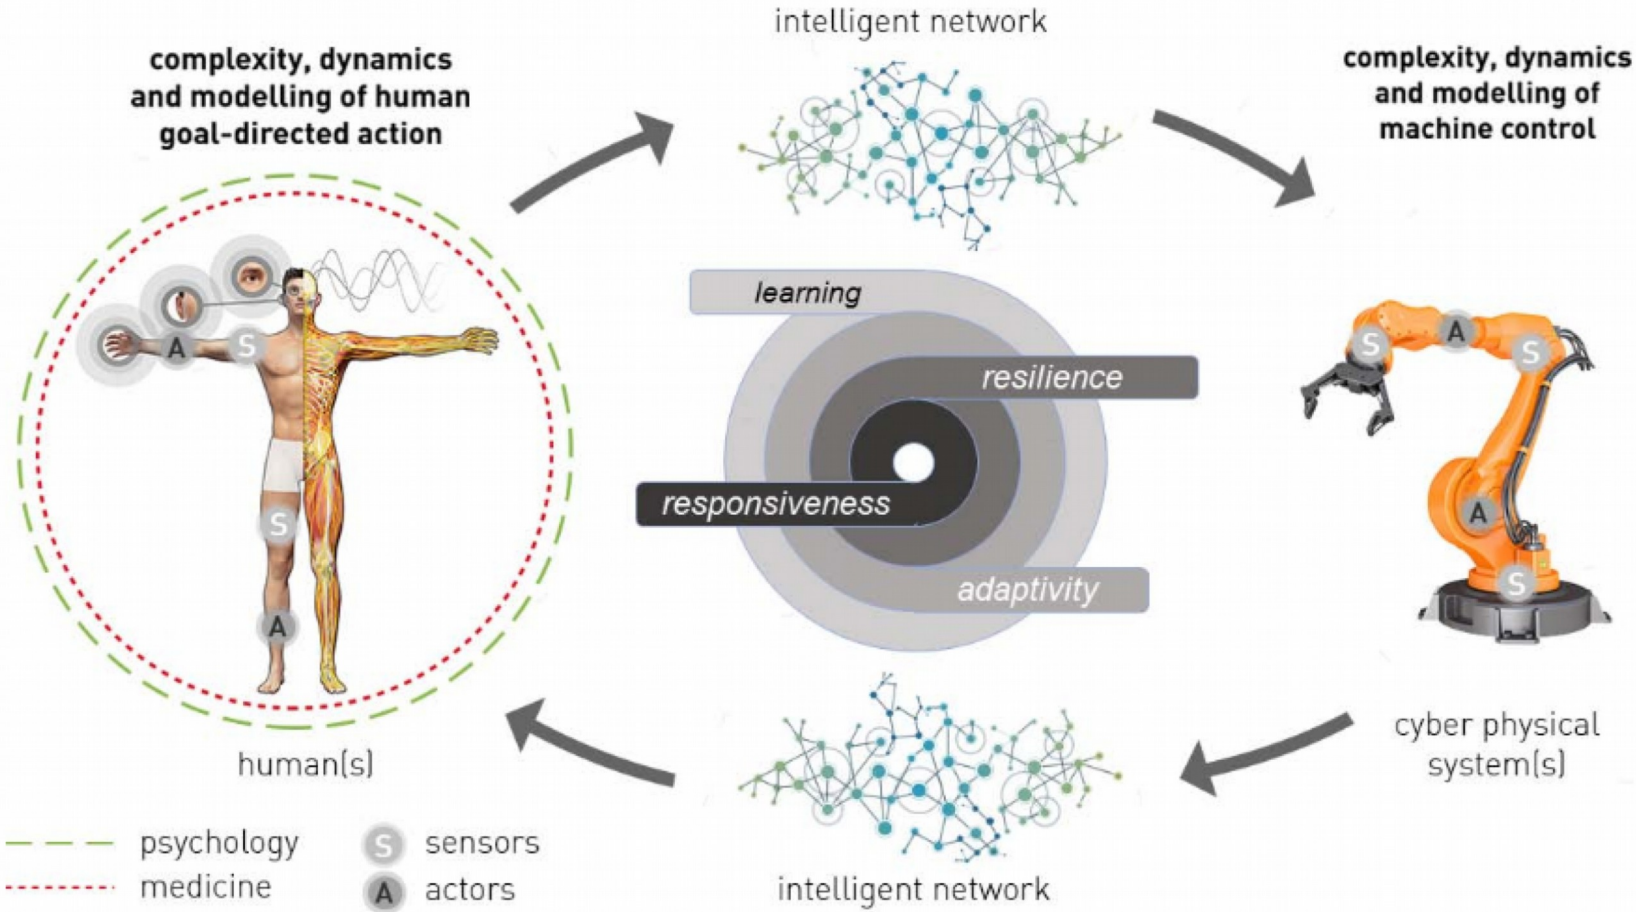 intelligent network
complexity, dynamics
and modelling of human
goal-directed action
complexity, dynamics
and modelling of
machine control
learning
resilience
responsiveness
adaptivity
A
S
S
A
S
A
S
A
S
human(s)
cyber physical
system(s)
psychology
medicine
S sensors
A actors
intelligent network